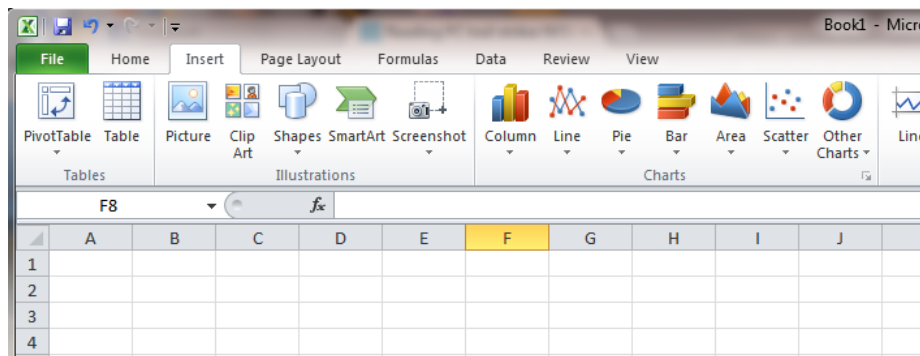 Book1 - Micr
File Home Insert Page Layout Formulas Data Review View
PivotTable Table Picture Clip Art Shapes SmartArt Screenshot Column Line Pie Bar Area Scatter Other Charts Lin
Tables Illustrations Charts
F8 fx
A B C D E F G H I J
1
2
3
4